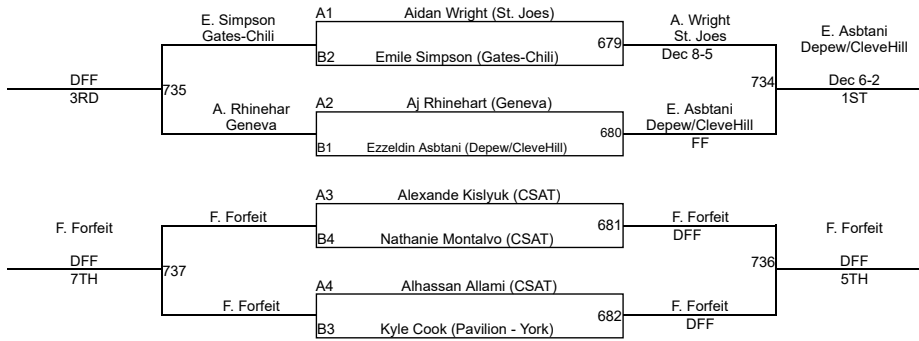 A1
Aidan Wright (St. Joes)
E. Simpson
Gates-Chili
679
A. Wright
St. Joes
Dec 8-5
E. Asbtani
Depew/CleveHill
B2
Emile Simpson (Gates-Chili)
DFF
3RD
735
734
Dec 6-2
1ST
A2
Aj Rhinehart (Geneva)
A. Rhinehar
Geneva
680
E. Asbtani
Depew/CleveHill
FF
B1
Ezzeldin Asbtani (Depew/CleveHill)
A3
Alexande Kislyuk (CSAT)
F. Forfeit
F. Forfeit
681
F. Forfeit
DFF
F. Forfeit
B4
Nathanie Montalvo (CSAT)
DFF
7TH
737
736
DFF
5TH
A4
Alhassan Allami (CSAT)
F. Forfeit
682
F. Forfeit
DFF
B3
Kyle Cook (Pavilion - York)